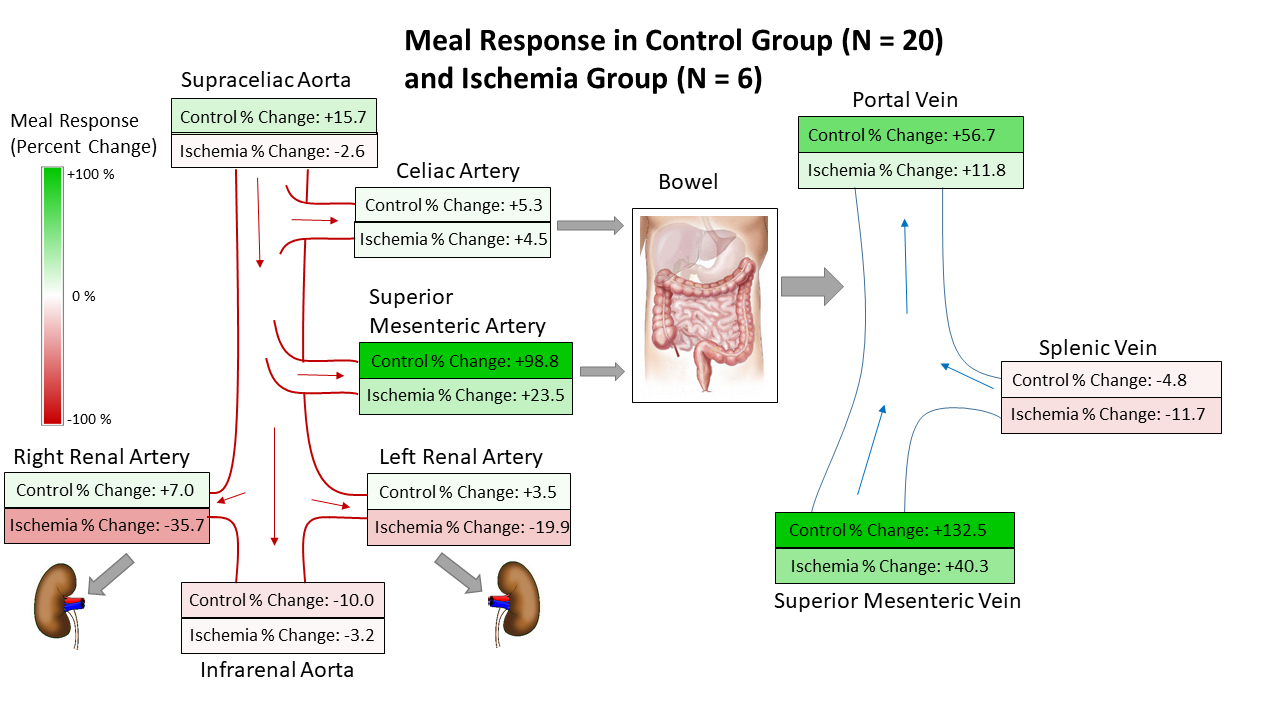 Meal Response in Control Group (N = 20)
and Ischemia Group (N = 6)
Supraceliac Aorta
Control % Change: +15.7
Ischemia % Change: -2.6
Meal Response
(Percent Change)
+100 %
0 %
-100 %
Celiac Artery
Control % Change: +5.3
Ischemia % Change: +4.5
Superior
Mesenteric Artery
Control % Change: +98.8
Ischemia % Change: +23.5
Right Renal Artery
Control % Change: +7.0
Ischemia % Change: -35.7
Left Renal Artery
Control % Change: +3.5
Ischemia % Change: -19.9
Control % Change: -10.0
Ischemia % Change: -3.2
Infrarenal Aorta
Bowel
Portal Vein
Control % Change: +56.7
Ischemia % Change: +11.8
Splenic Vein
Control % Change: -4.8
Ischemia % Change: -11.7
Control % Change: +132.5
Ischemia % Change: +40.3
Superior Mesenteric Vein